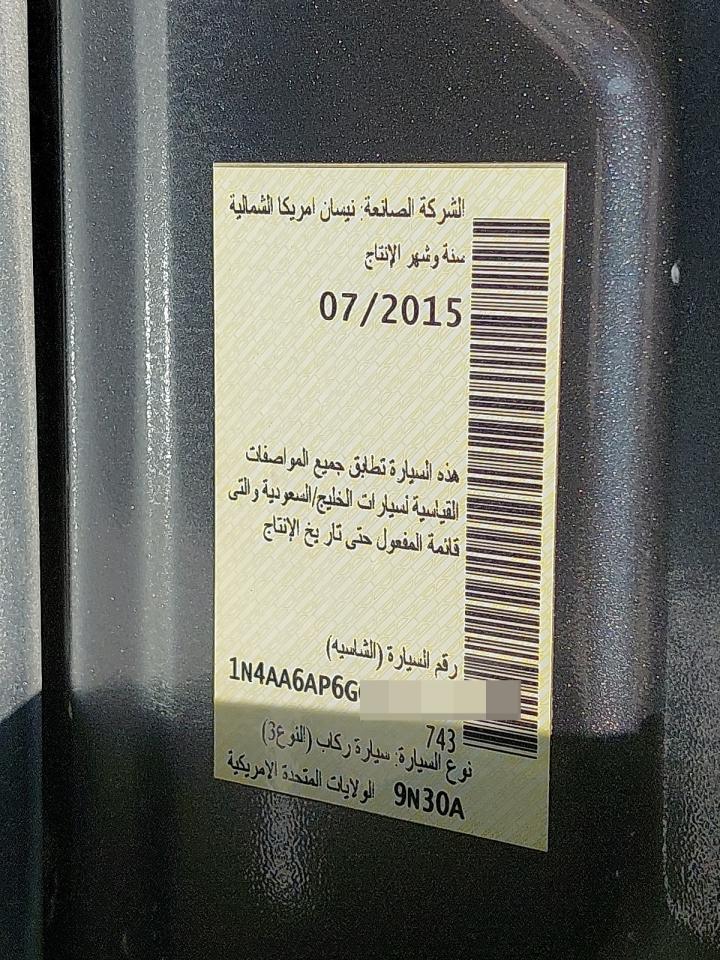 الشركة الصانعة: نيسان امريكا الشمالية
سنة وشهر الإنتاج
07/2015
هذه السيارة تطابق جميع المواصفات
القياسية لسيارات الخليج/السعودية والتى
قائمة المفعول حتى تاريخ الإنتاج
رقم السيارة (الشاسيه)
1N4AA6AP6G
743
نوع السيارة: سيارة ركاب (النوع3)
9N30A الولايات المتحدة الإمريكية